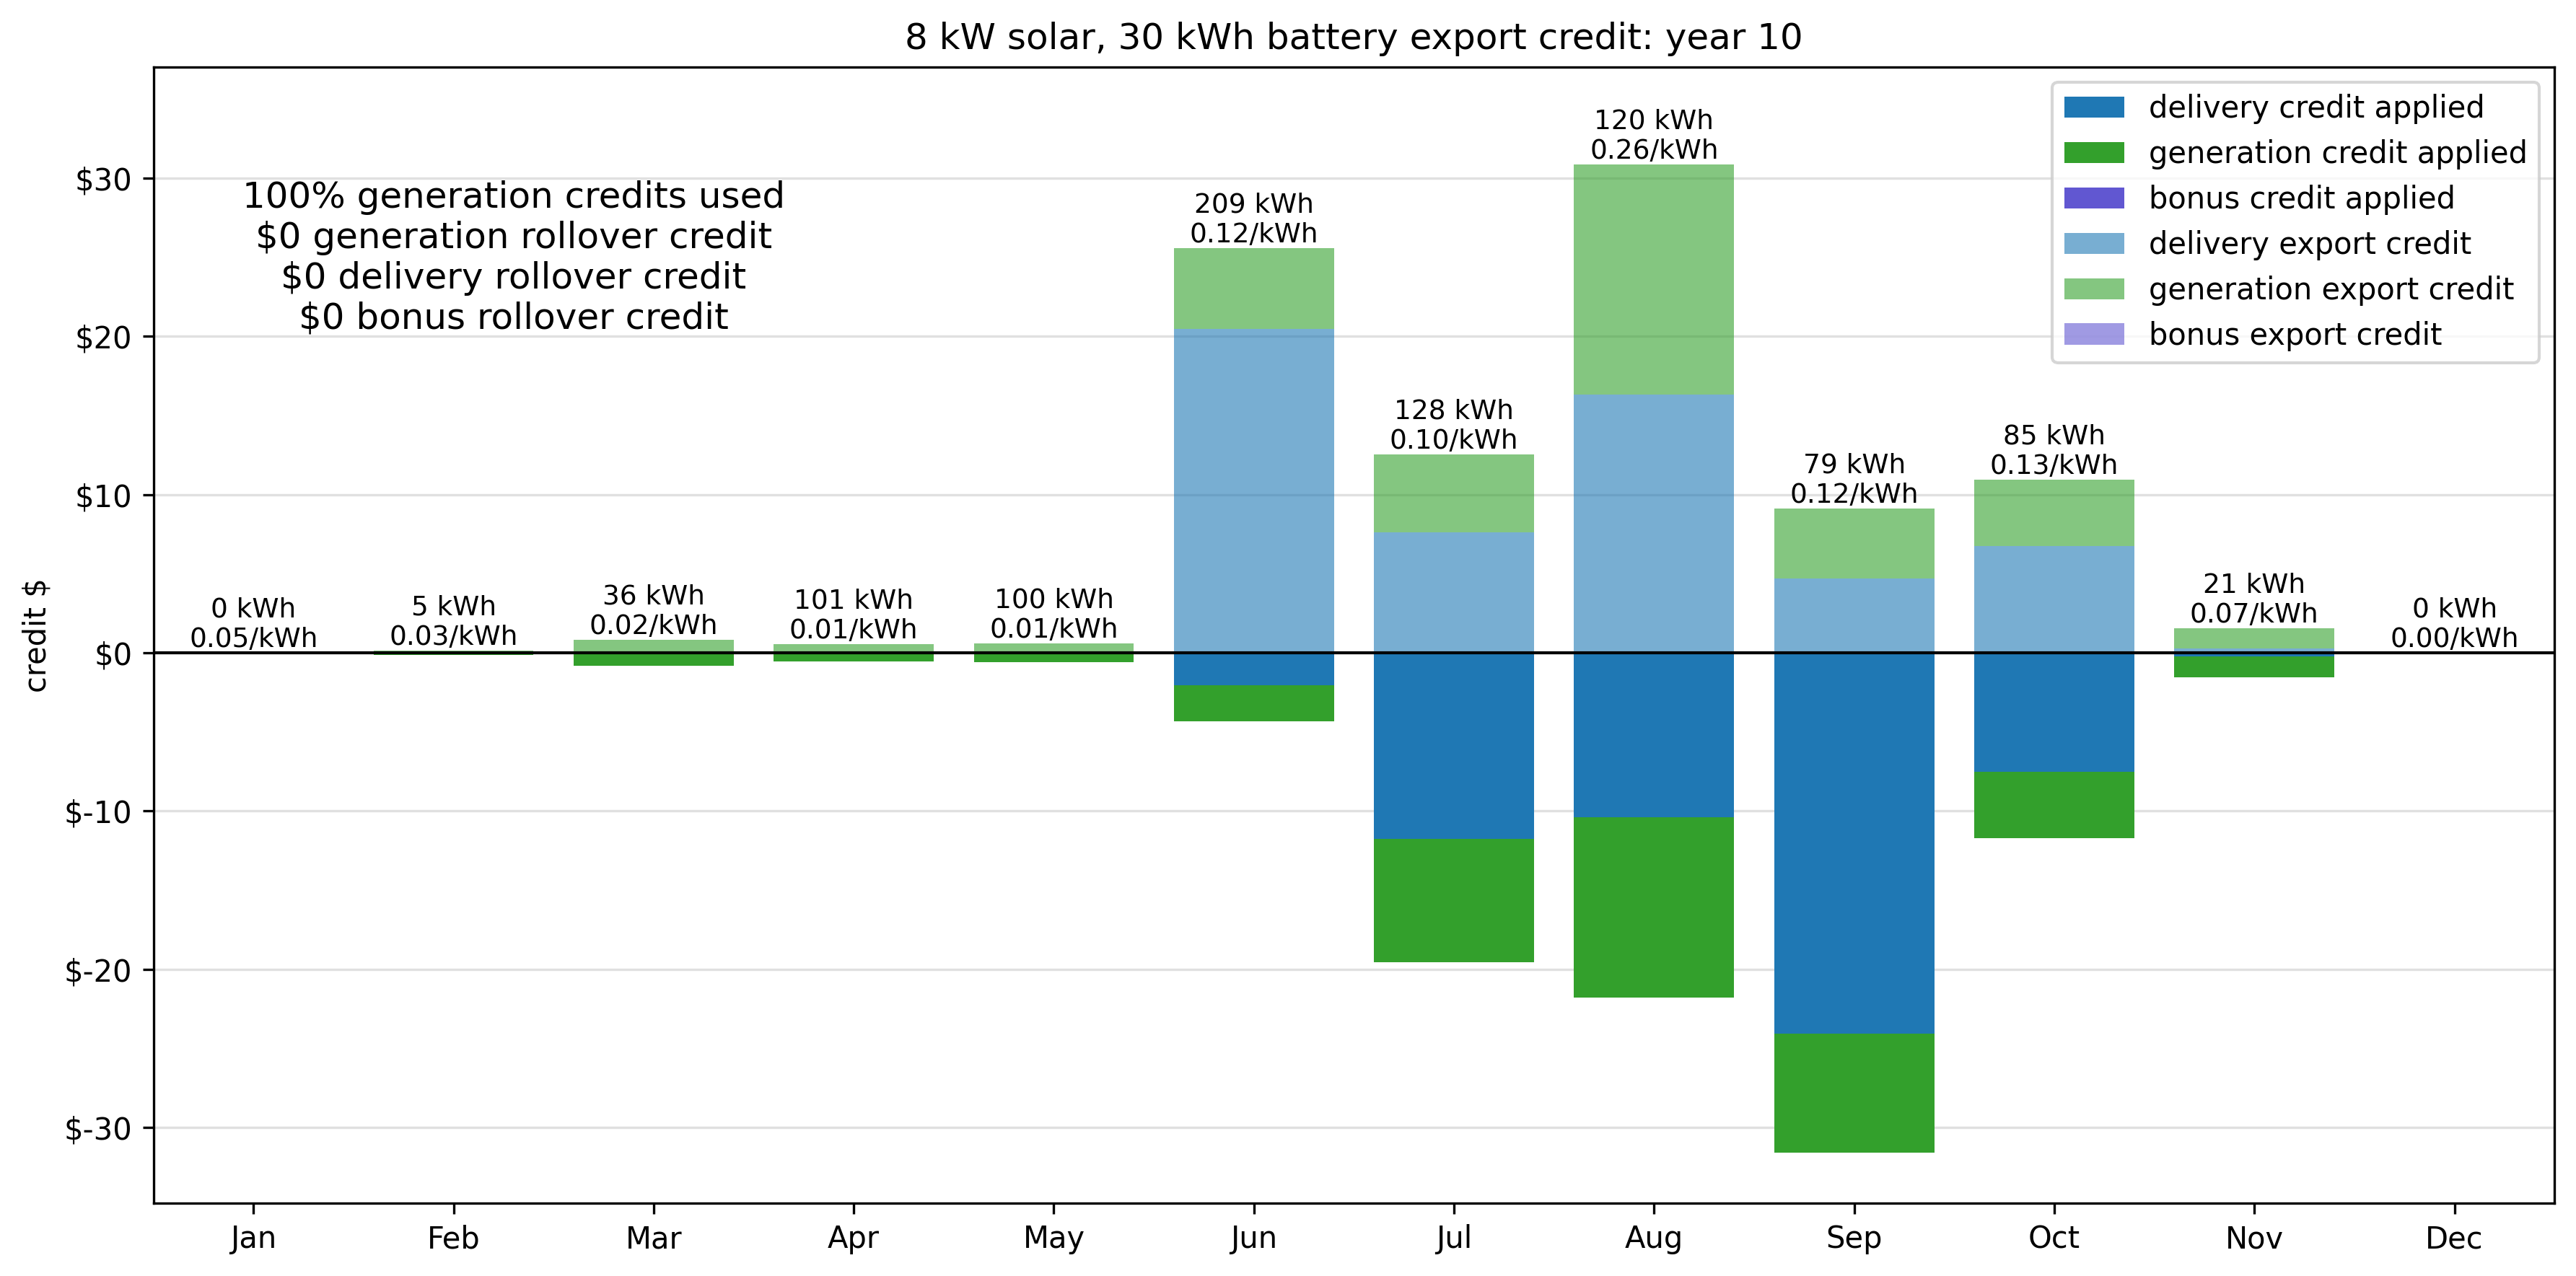 8 kW solar, 30 kWh battery export credit: year 10
credit $
$30
$20
$10
$0
$-10
$-20
$-30
100% generation credits used
$0 generation rollover credit
$0 delivery rollover credit
$0 bonus rollover credit
delivery credit applied
generation credit applied
bonus credit applied
delivery export credit
generation export credit
bonus export credit
0 kWh
0.05/kWh
5 kWh
0.03/kWh
36 kWh
0.02/kWh
101 kWh
0.01/kWh
100 kWh
0.01/kWh
209 kWh
0.12/kWh
128 kWh
0.10/kWh
120 kWh
0.26/kWh
79 kWh
0.12/kWh
85 kWh
0.13/kWh
21 kWh
0.07/kWh
0 kWh
0.00/kWh
Jan
Feb
Mar
Apr
May
Jun
Jul
Aug
Sep
Oct
Nov
Dec